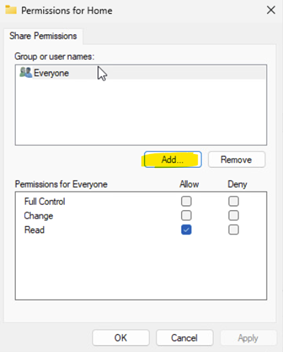 Permissions for Home
Share Permissions
Group or user names:
Everyone
Add... Remove
Permissions for Everyone Allow Deny
Full Control
Change
Read
OK Cancel Apply